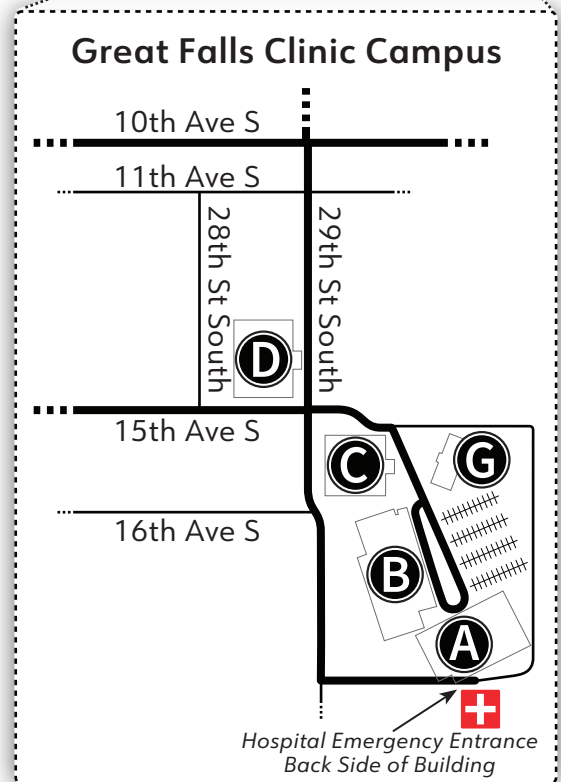 Great Falls Clinic Campus
10th Ave S
11th Ave S
28th St South
29th St South
D
15th Ave S
C
G
16th Ave S
B
A
Hospital Emergency Entrance
Back Side of Building